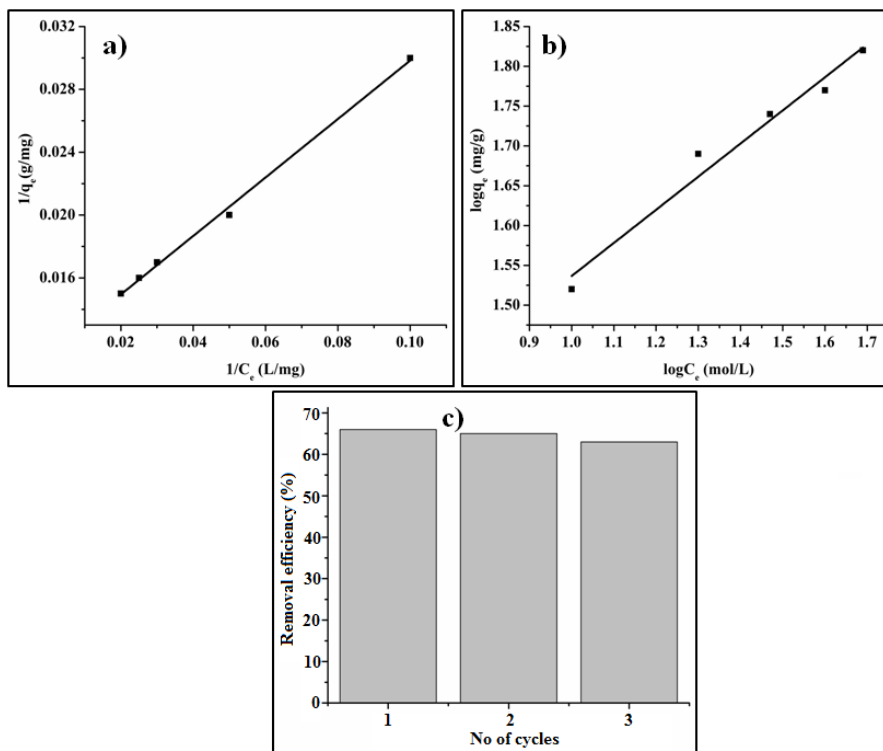 a)
0.032
0.028
0.024
0.020
0.016
1/qₑ(g/mg)
0.02 0.04 0.06 0.08 0.10
1/Cₑ (L/mg)
b)
1.85
1.80
1.75
1.70
1.65
1.60
1.55
1.50
logqₑ (mg/g)
0.9 1.0 1.1 1.2 1.3 1.4 1.5 1.6 1.7
logCₑ (mol/L)
c)
70
60
50
40
30
20
10
0
Removal efficiency (%)
1 2 3
No of cycles